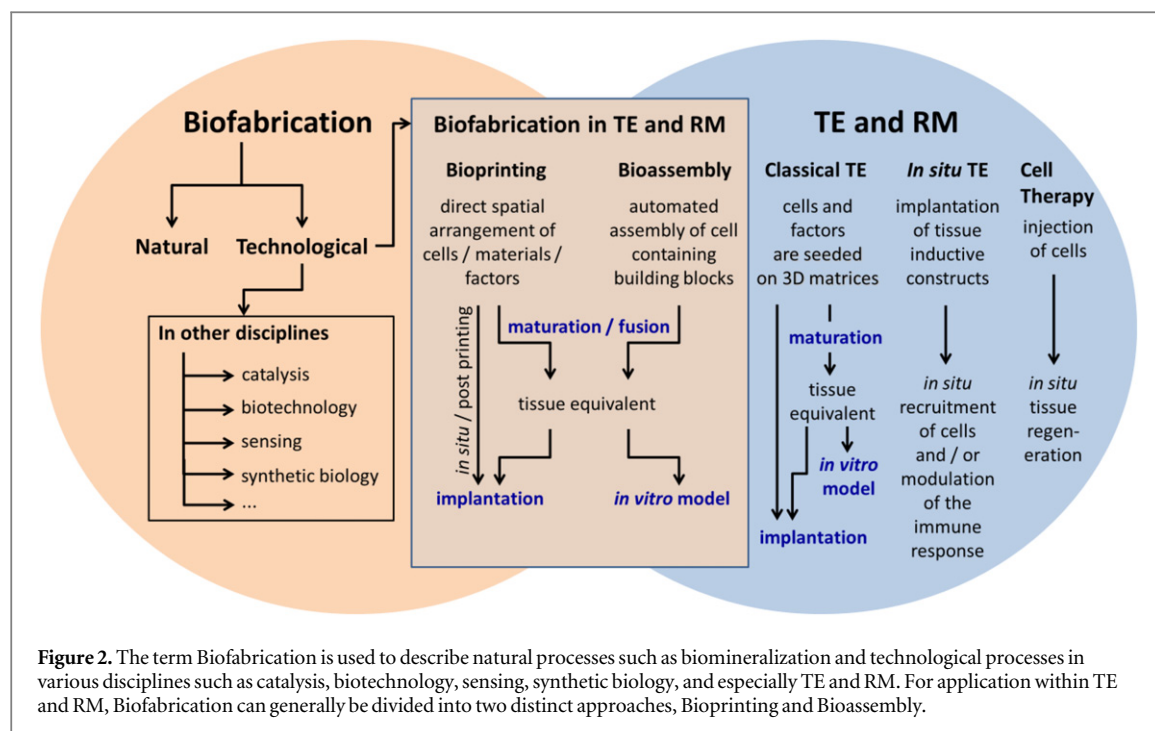 Biofabrication
Natural
Technological
In other disciplines
catalysis
biotechnology
sensing
synthetic biology
...
Biofabrication in TE and RM
Bioprinting
direct spatial
arrangement of
cells / materials /
factors
Bioassembly
automated
assembly of cell
containing
building blocks
maturation / fusion
in situ / post printing
tissue equivalent
implantation
in vitro model
TE and RM
Classical TE
cells and
factors
are seeded
on 3D matrices
maturation
tissue
equivalent
in vitro
model
implantation
In situ TE
implantation
of tissue
inductive
constructs
in situ
recruitment
of cells
and / or
modulation
of the
immune
response
Cell
Therapy
injection
of cells
in situ
tissue
regen-
eration
Figure 2. The term Biofabrication is used to describe natural processes such as biomineralization and technological processes in
various disciplines such as catalysis, biotechnology, sensing, synthetic biology, and especially TE and RM. For application within TE
and RM, Biofabrication can generally be divided into two distinct approaches, Bioprinting and Bioassembly.